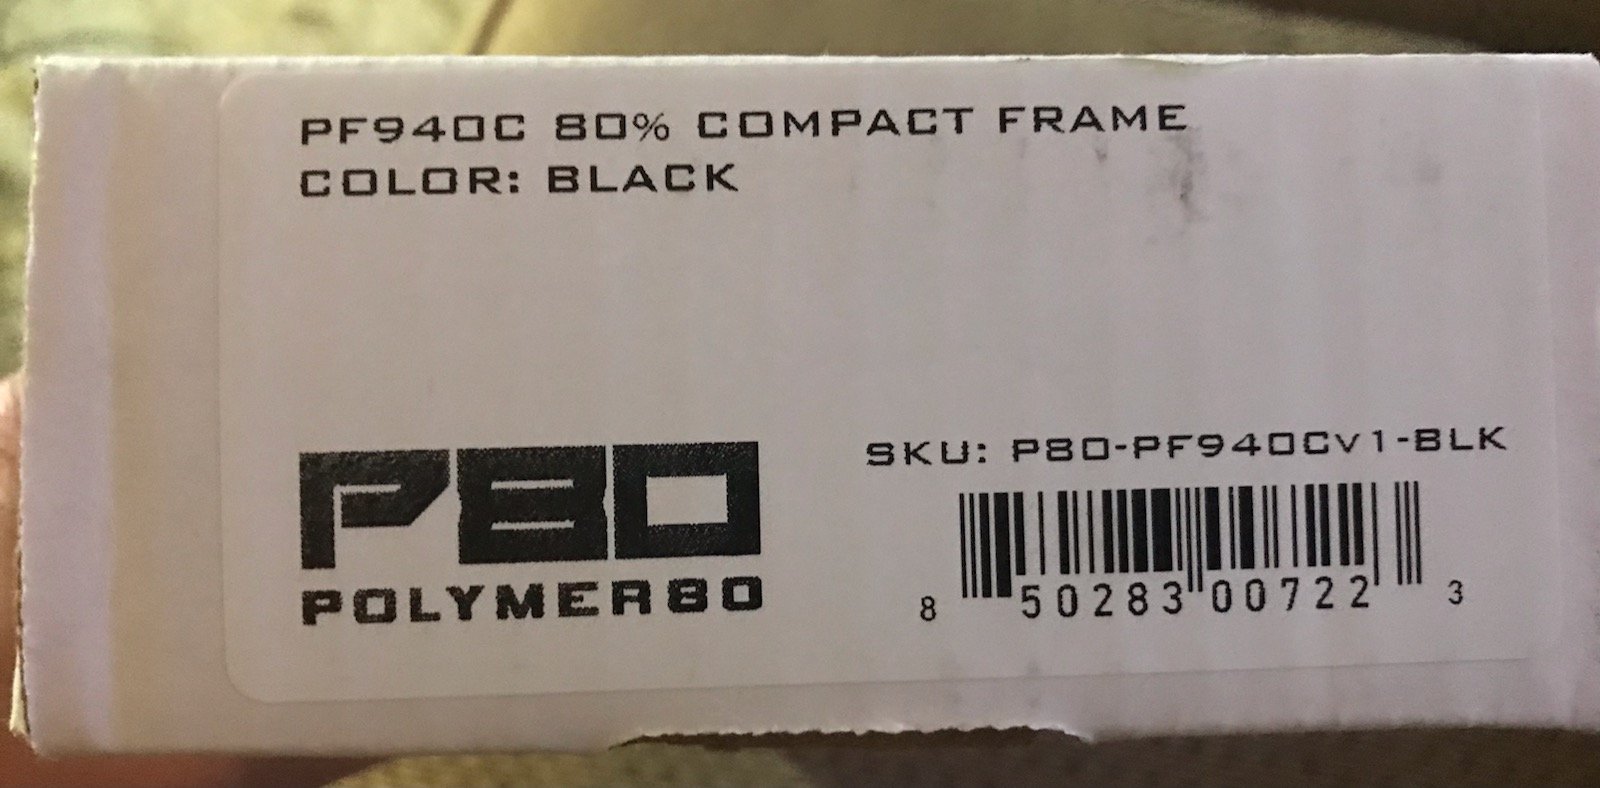 PF940C 80% COMPACT FRAME
COLOR: BLACK
P80
POLYMER80
SKU: P80-PF940CV1-BLK
8 50283 00722 3